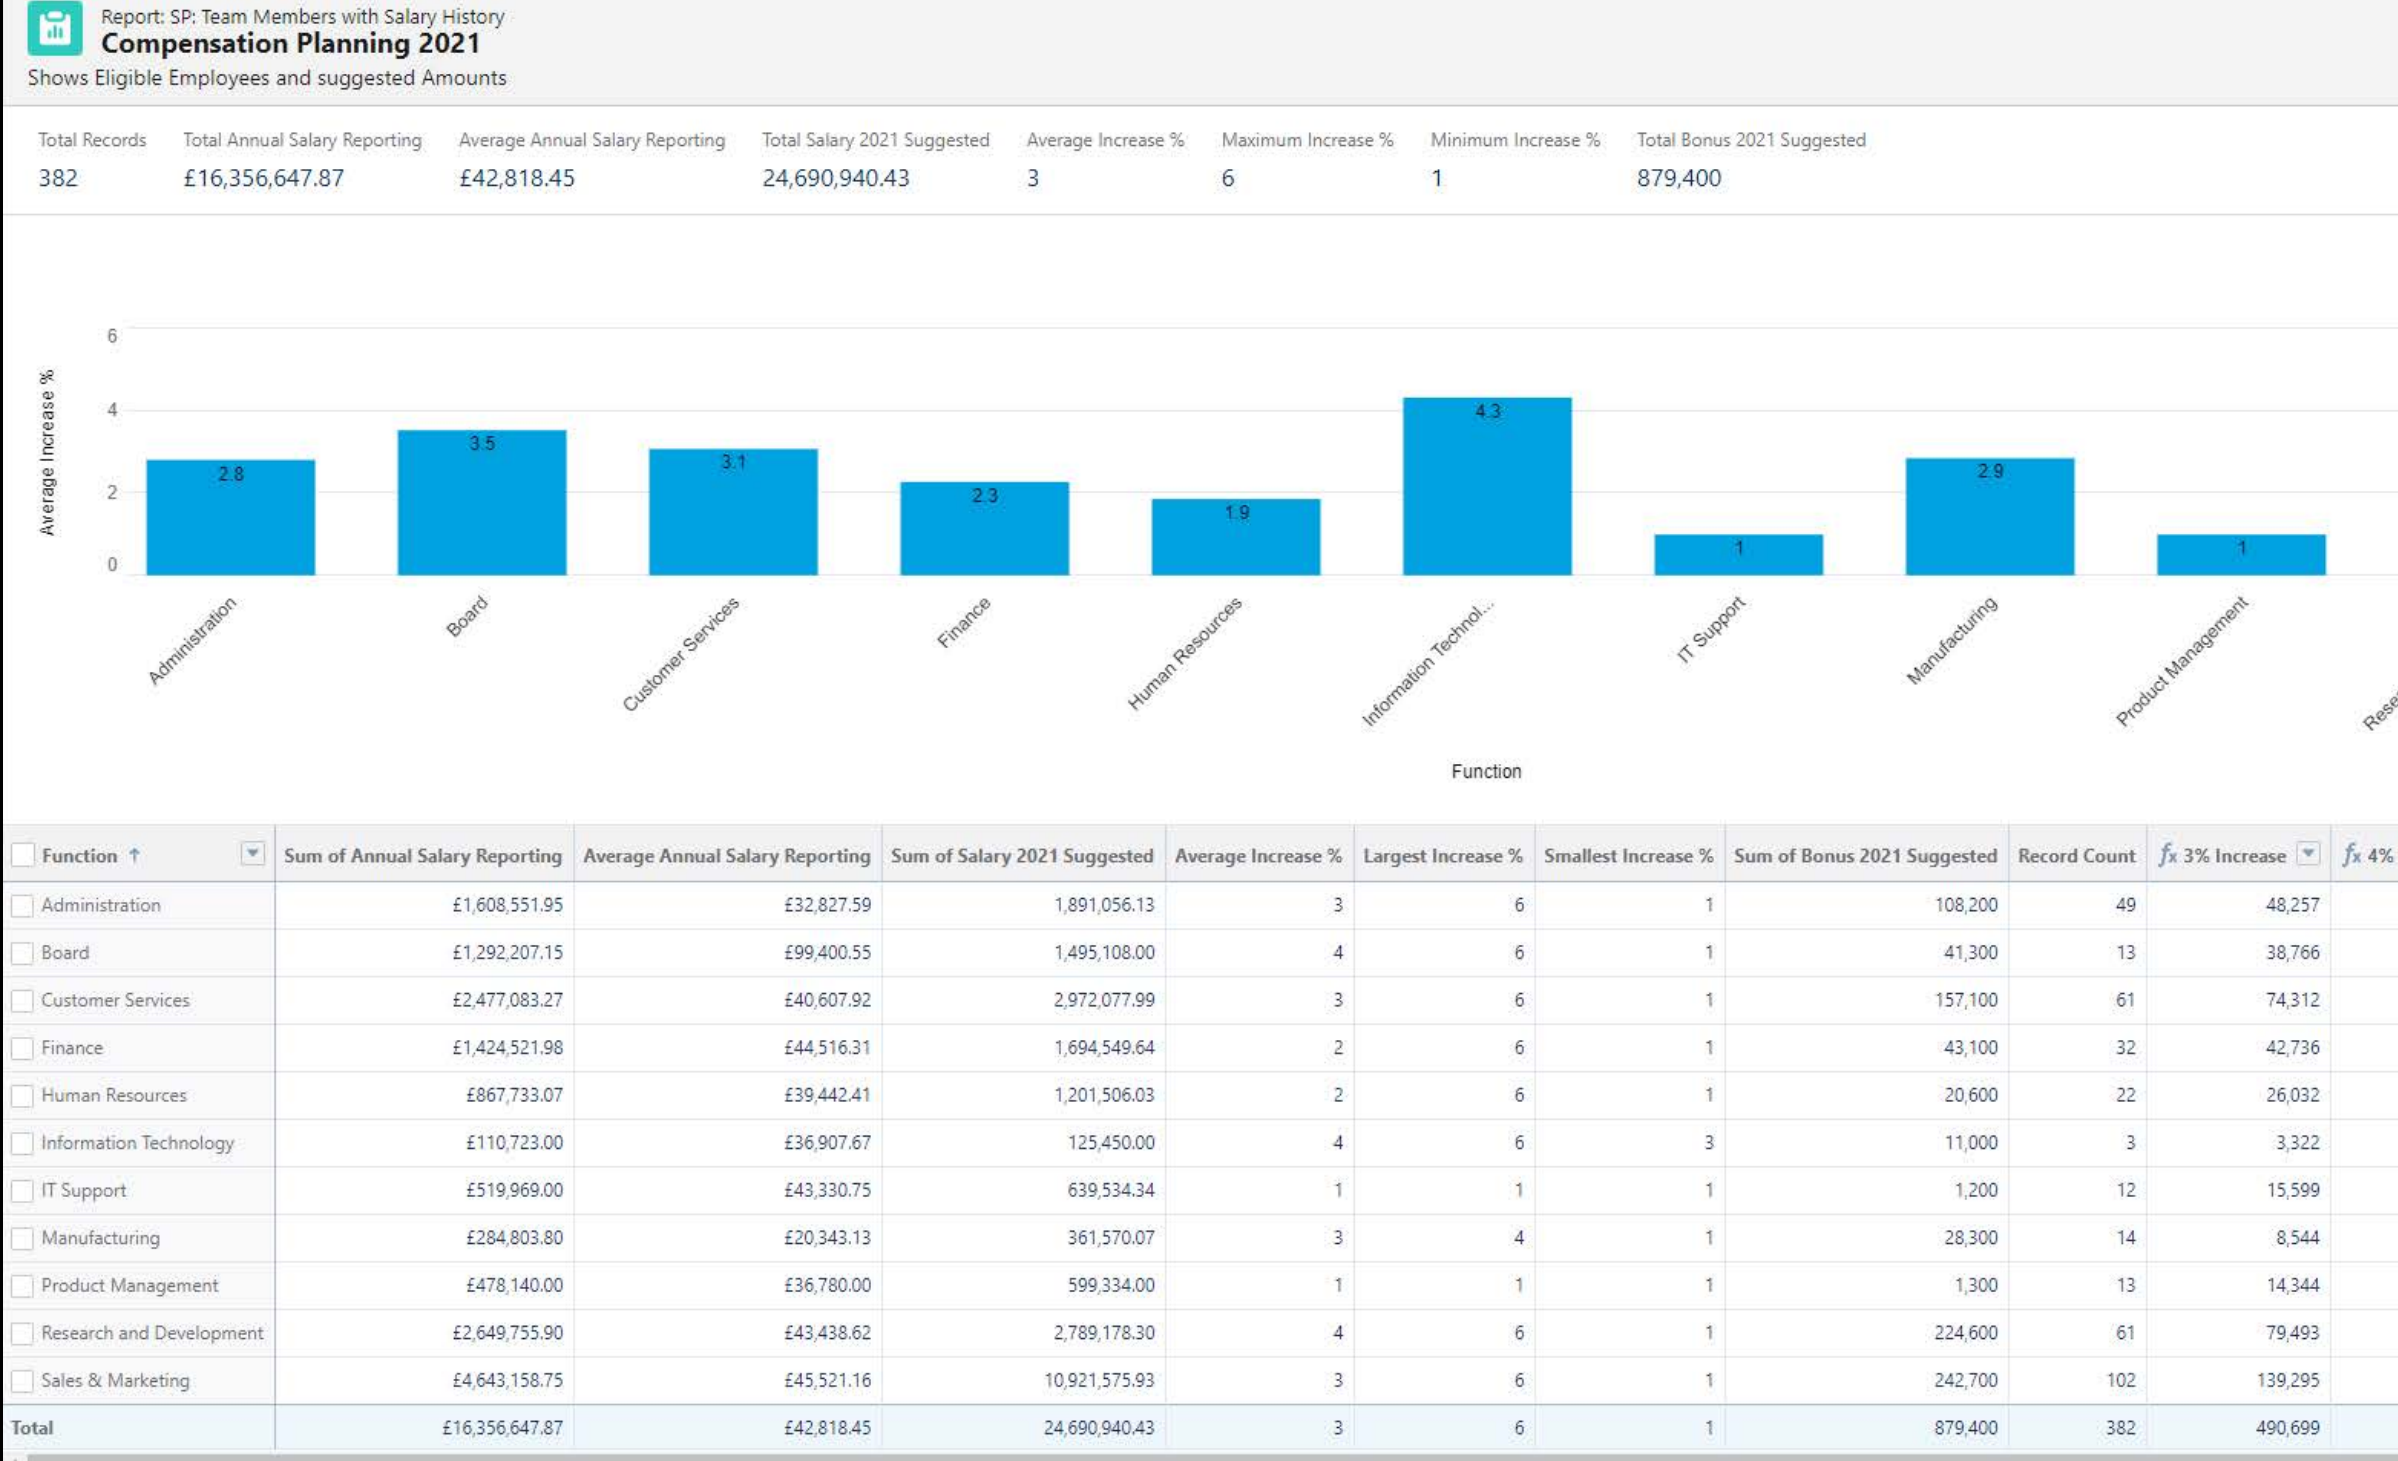 Report: SP: Team Members with Salary History
Compensation Planning 2021
Shows Eligible Employees and suggested Amounts
Total Records Total Annual Salary Reporting Average Annual Salary Reporting Total Salary 2021 Suggested Average Increase % Maximum Increase % Minimum Increase % Total Bonus 2021 Suggested
382 £16,356,647.87 £42,818.45 24,690,940.43 3 6 1 879,400
Average Increase %
6
4
2
0
2.8 3.5 3.1 2.3 1.9 4.3 1 2.9 1
Administration Board Customer Services Finance Human Resources Information Technol... IT Support Manufacturing Product Management Rese
Function
Function ↑ Sum of Annual Salary Reporting Average Annual Salary Reporting Sum of Salary 2021 Suggested Average Increase % Largest Increase % Smallest Increase % Sum of Bonus 2021 Suggested Record Count fx 3% Increase fx 4%
Administration £1,608,551.95 £32,827.59 1,891,056.13 3 6 1 108,200 49 48,257
Board £1,292,207.15 £99,400.55 1,495,108.00 4 6 1 41,300 13 38,766
Customer Services £2,477,083.27 £40,607.92 2,972,077.99 3 6 1 157,100 61 74,312
Finance £1,424,521.98 £44,516.31 1,694,549.64 2 6 1 43,100 32 42,736
Human Resources £867,733.07 £39,442.41 1,201,506.03 2 6 1 20,600 22 26,032
Information Technology £110,723.00 £36,907.67 125,450.00 4 6 3 11,000 3 3,322
IT Support £519,969.00 £43,330.75 639,534.34 1 1 1 1,200 12 15,599
Manufacturing £284,803.80 £20,343.13 361,570.07 3 4 1 28,300 14 8,544
Product Management £478,140.00 £36,780.00 599,334.00 1 1 1 1,300 13 14,344
Research and Development £2,649,755.90 £43,438.62 2,789,178.30 4 6 1 224,600 61 79,493
Sales & Marketing £4,643,158.75 £45,521.16 10,921,575.93 3 6 1 242,700 102 139,295
Total £16,356,647.87 £42,818.45 24,690,940.43 3 6 1 879,400 382 490,699